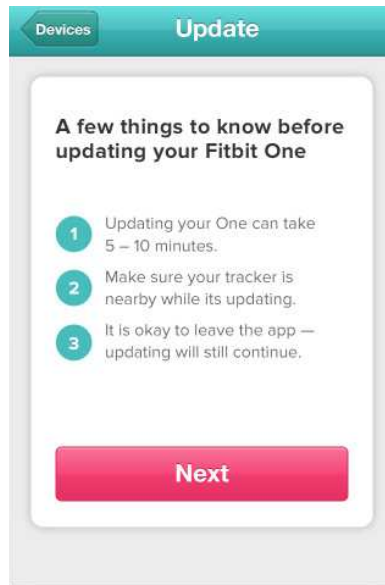 Devices
Update
A few things to know before
updating your Fitbit One
1
Updating your One can take
5 – 10 minutes.
2
Make sure your tracker is
nearby while its updating.
3
It is okay to leave the app —
updating will still continue.
Next